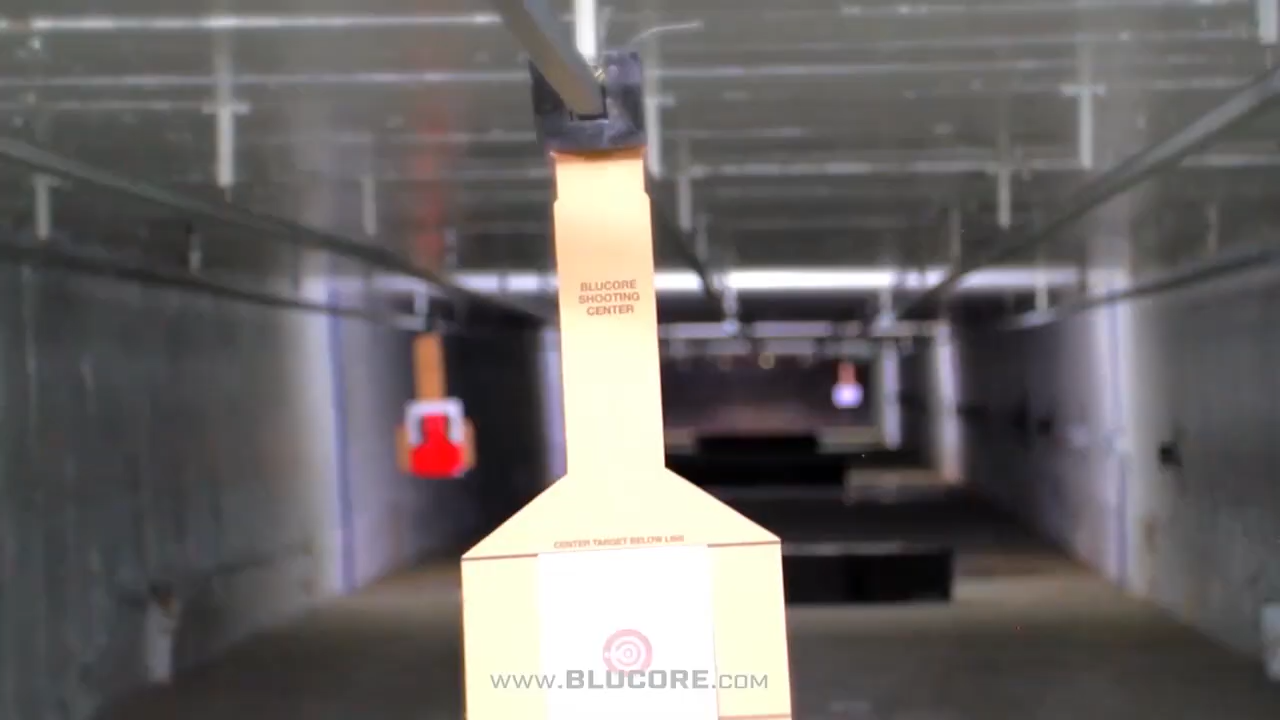 BLUCORE
SHOOTING
CENTER
CENTER TARGET BELOW LINE
www.BLUCORE.com